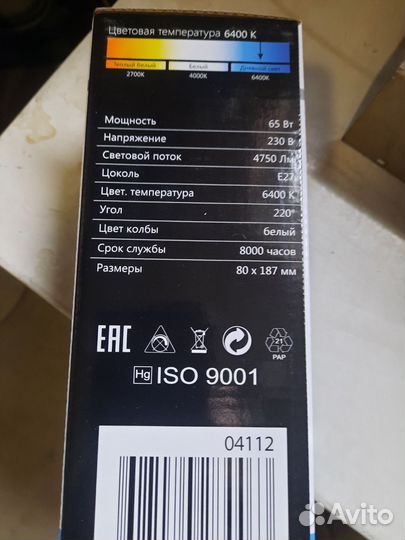 Цветовая температура 6400 K
Теплый белый Белый Дневной свет
2700K 4000K 6400K
Мощность 65 Вт
Напряжение 230 В
Световой поток 4750 Лм
Цоколь E27
Цвет. температура 6400 K
Угол 220°
Цвет колбы белый
Срок службы 8000 часов
Размеры 80 x 187 мм
EAC
21
PAP
Hg ISO 9001
04112
Avito